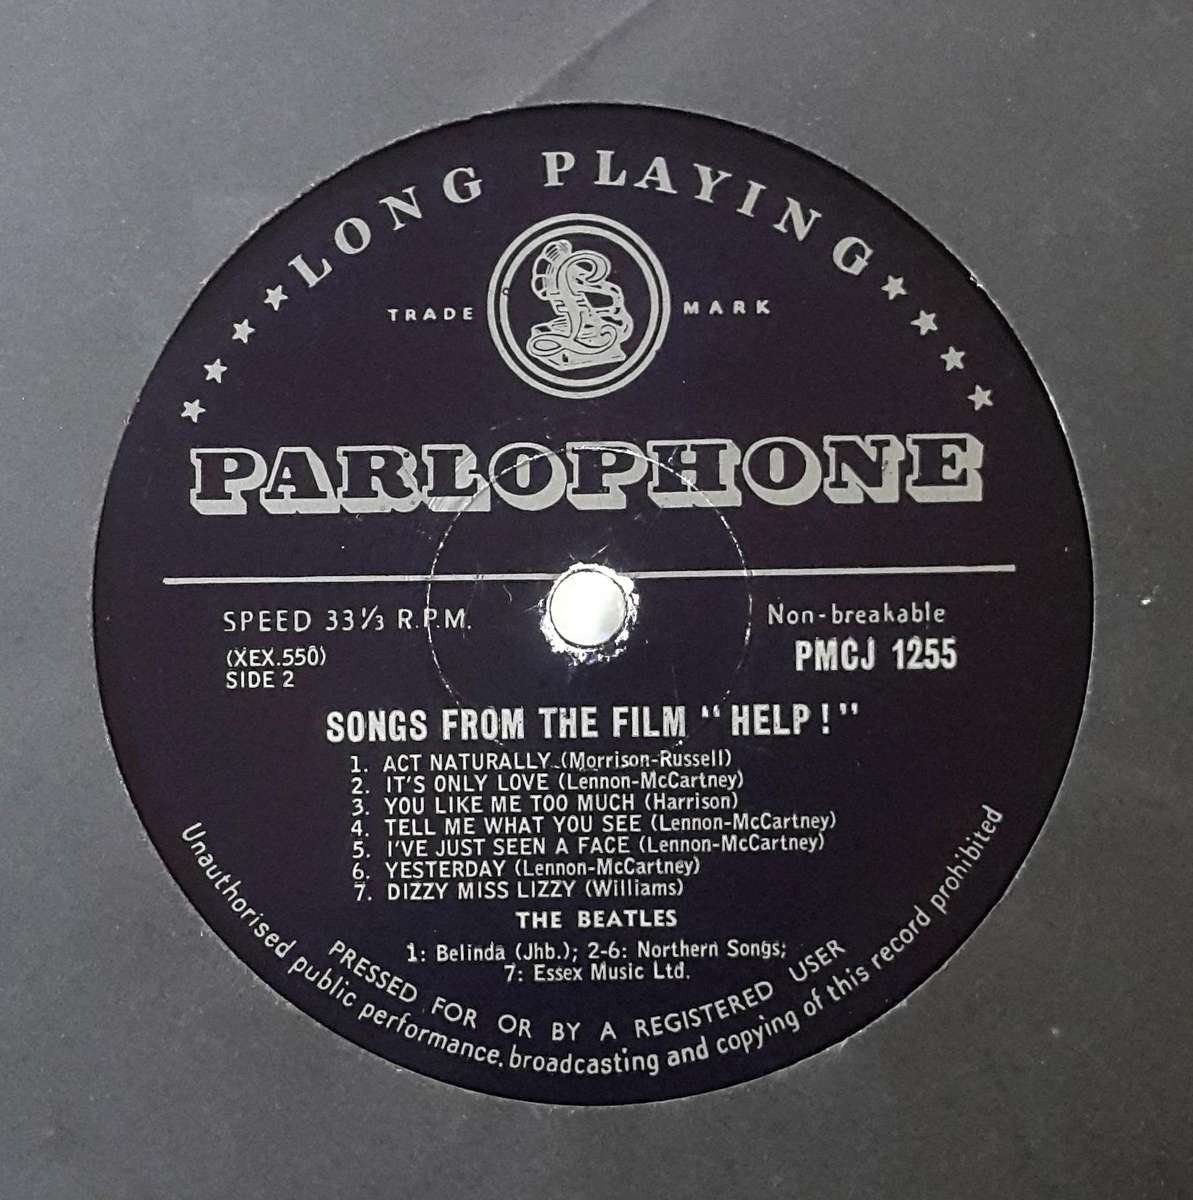 LONG PLAYING
TRADE MARK
£
PARLOPHONE
SPEED 33⅓ R.P.M.
Non-breakable
(XEX.550)
PMCJ 1255
SIDE 2
SONGS FROM THE FILM "HELP!"
1. ACT NATURALLY (Morrison-Russell)
2. IT'S ONLY LOVE (Lennon-McCartney)
3. YOU LIKE ME TOO MUCH (Harrison)
4. TELL ME WHAT YOU SEE (Lennon-McCartney)
5. I'VE JUST SEEN A FACE (Lennon-McCartney)
6. YESTERDAY (Lennon-McCartney)
7. DIZZY MISS LIZZY (Williams)
THE BEATLES
1: Belinda (Jhb.); 2-6: Northern Songs;
7: Essex Music Ltd.
PRESSED FOR OR BY A REGISTERED USER
Unauthorised public performance, broadcasting and copying of this record prohibited